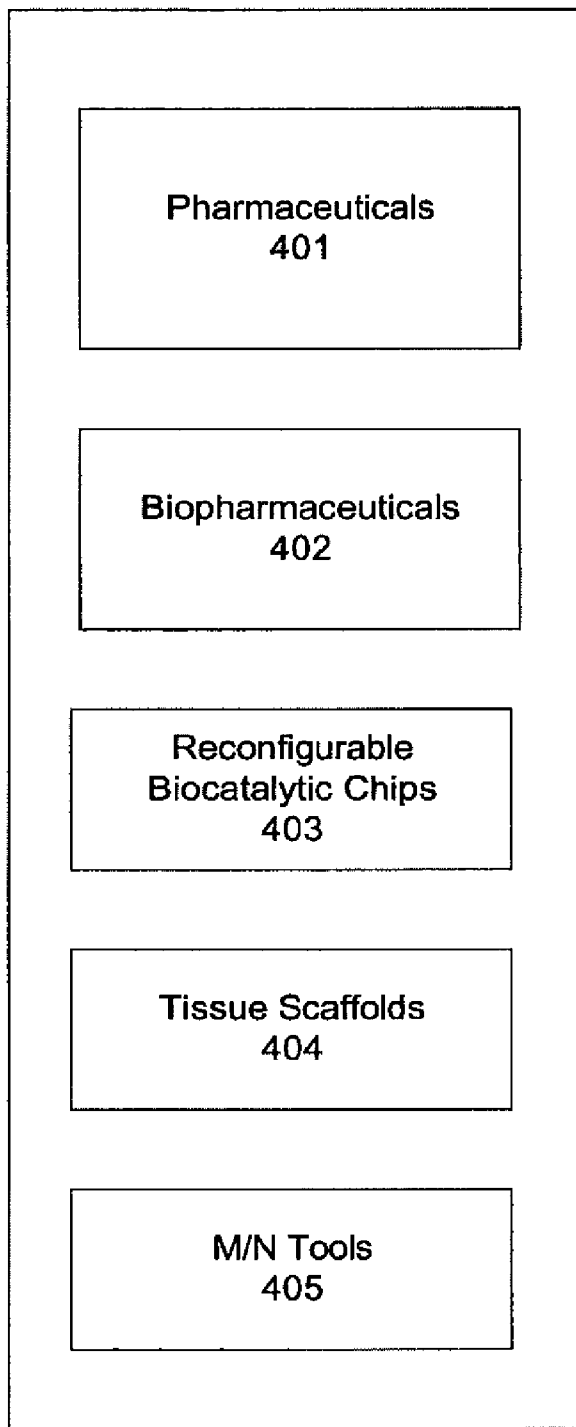 Pharmaceuticals
401
Biopharmaceuticals
402
Reconfigurable
Biocatalytic Chips
403
Tissue Scaffolds
404
M/N Tools
405